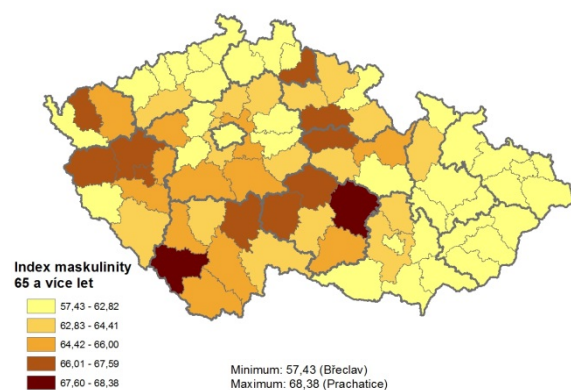 Index maskulinity
65 a více let
57,43 - 62,82
62,83 - 64,41
64,42 - 66,00
66,01 - 67,59
67,60 - 68,38
Minimum: 57,43 (Břeclav)
Maximum: 68,38 (Prachatice)